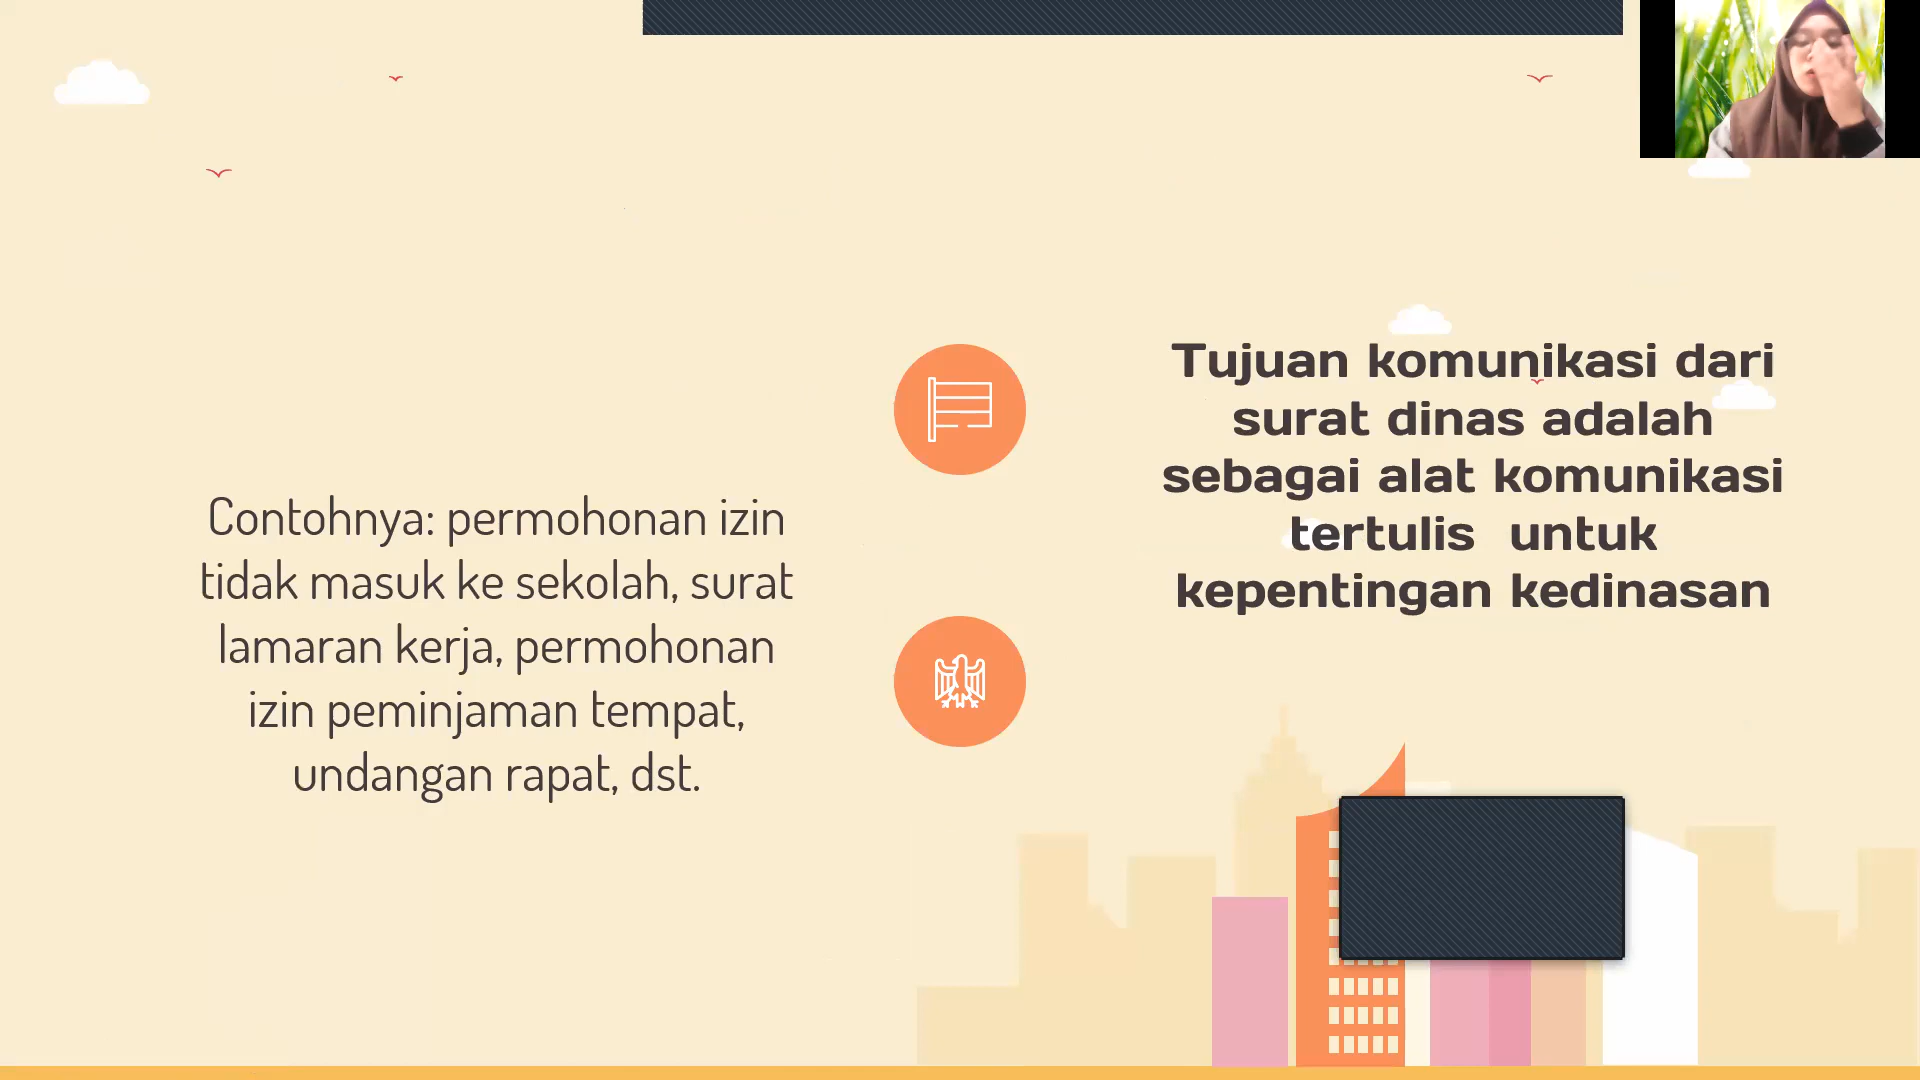 Contohnya: permohonan izin
tidak masuk ke sekolah, surat
lamaran kerja, permohonan
izin peminjaman tempat,
undangan rapat, dst.
Tujuan komunikasi dari
surat dinas adalah
sebagai alat komunikasi
tertulis  untuk
kepentingan kedinasan